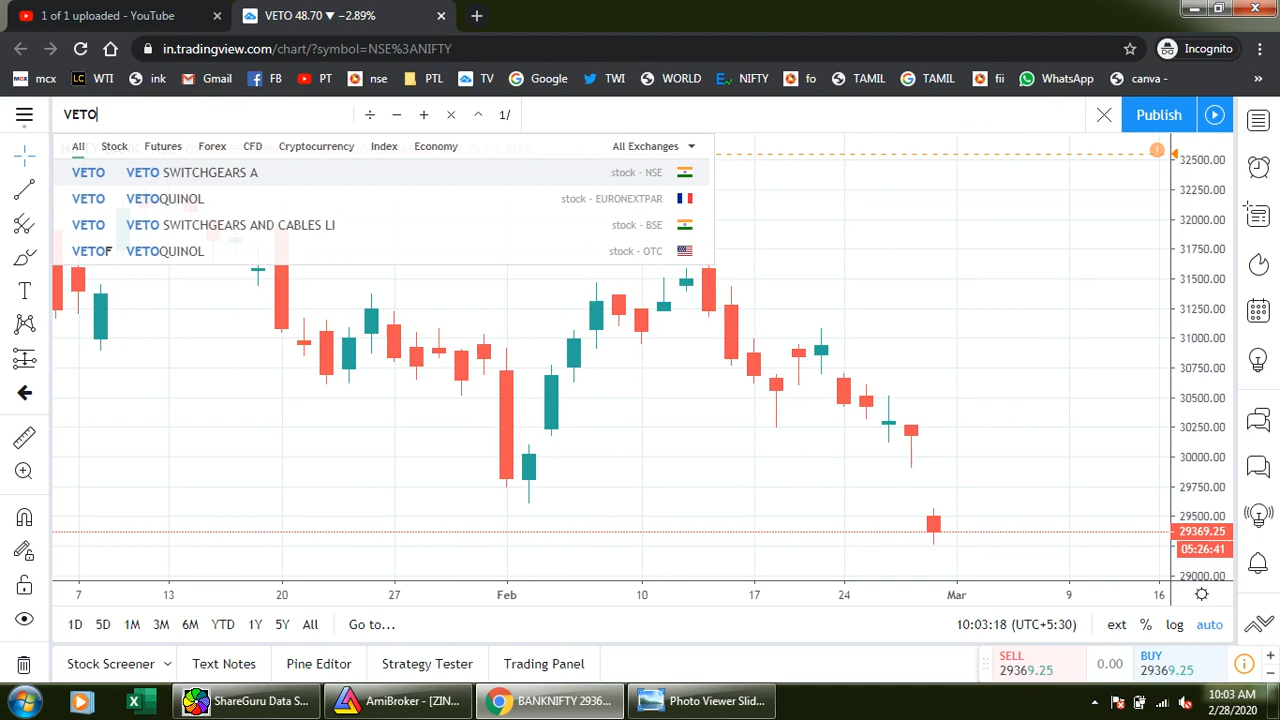 1 of 1 uploaded - YouTube
VETO 48.70 ▼ −2.89%
in.tradingview.com/chart/?symbol=NSE%3ANIFTY
Incognito
mcx LC WTI ink Gmail FB PT nse PTL TV Google TWI WORLD NIFTY fo TAMIL TAMIL fii WhatsApp canva - »
VETO ÷ − + × ^ 1/ Publish
All Stock Futures Forex CFD Cryptocurrency Index Economy All Exchanges
VETO VETO SWITCHGEARS A stock - NSE
VETO VETOQUINOL stock - EURONEXTPAR
VETO VETO SWITCHGEARS AND CABLES LI stock - BSE
VETOF VETOQUINOL stock - OTC
32500.00
32250.00
32000.00
31750.00
31500.00
31250.00
31000.00
30750.00
30500.00
30250.00
30000.00
29750.00
29500.00
29369.25
05:26:41
29000.00
7 13 20 27 Feb 10 17 24 Mar 9 16
1D 5D 1M 3M 6M YTD 1Y 5Y All Go to... 10:03:18 (UTC+5:30) ext % log auto
Stock Screener Text Notes Pine Editor Strategy Tester Trading Panel
SELL 0.00 BUY
29369.25 29369.25
ShareGuru Data S... AmiBroker - [ZIN... BANKNIFTY 2936... Photo Viewer Slid...
10:03 AM
2/28/2020